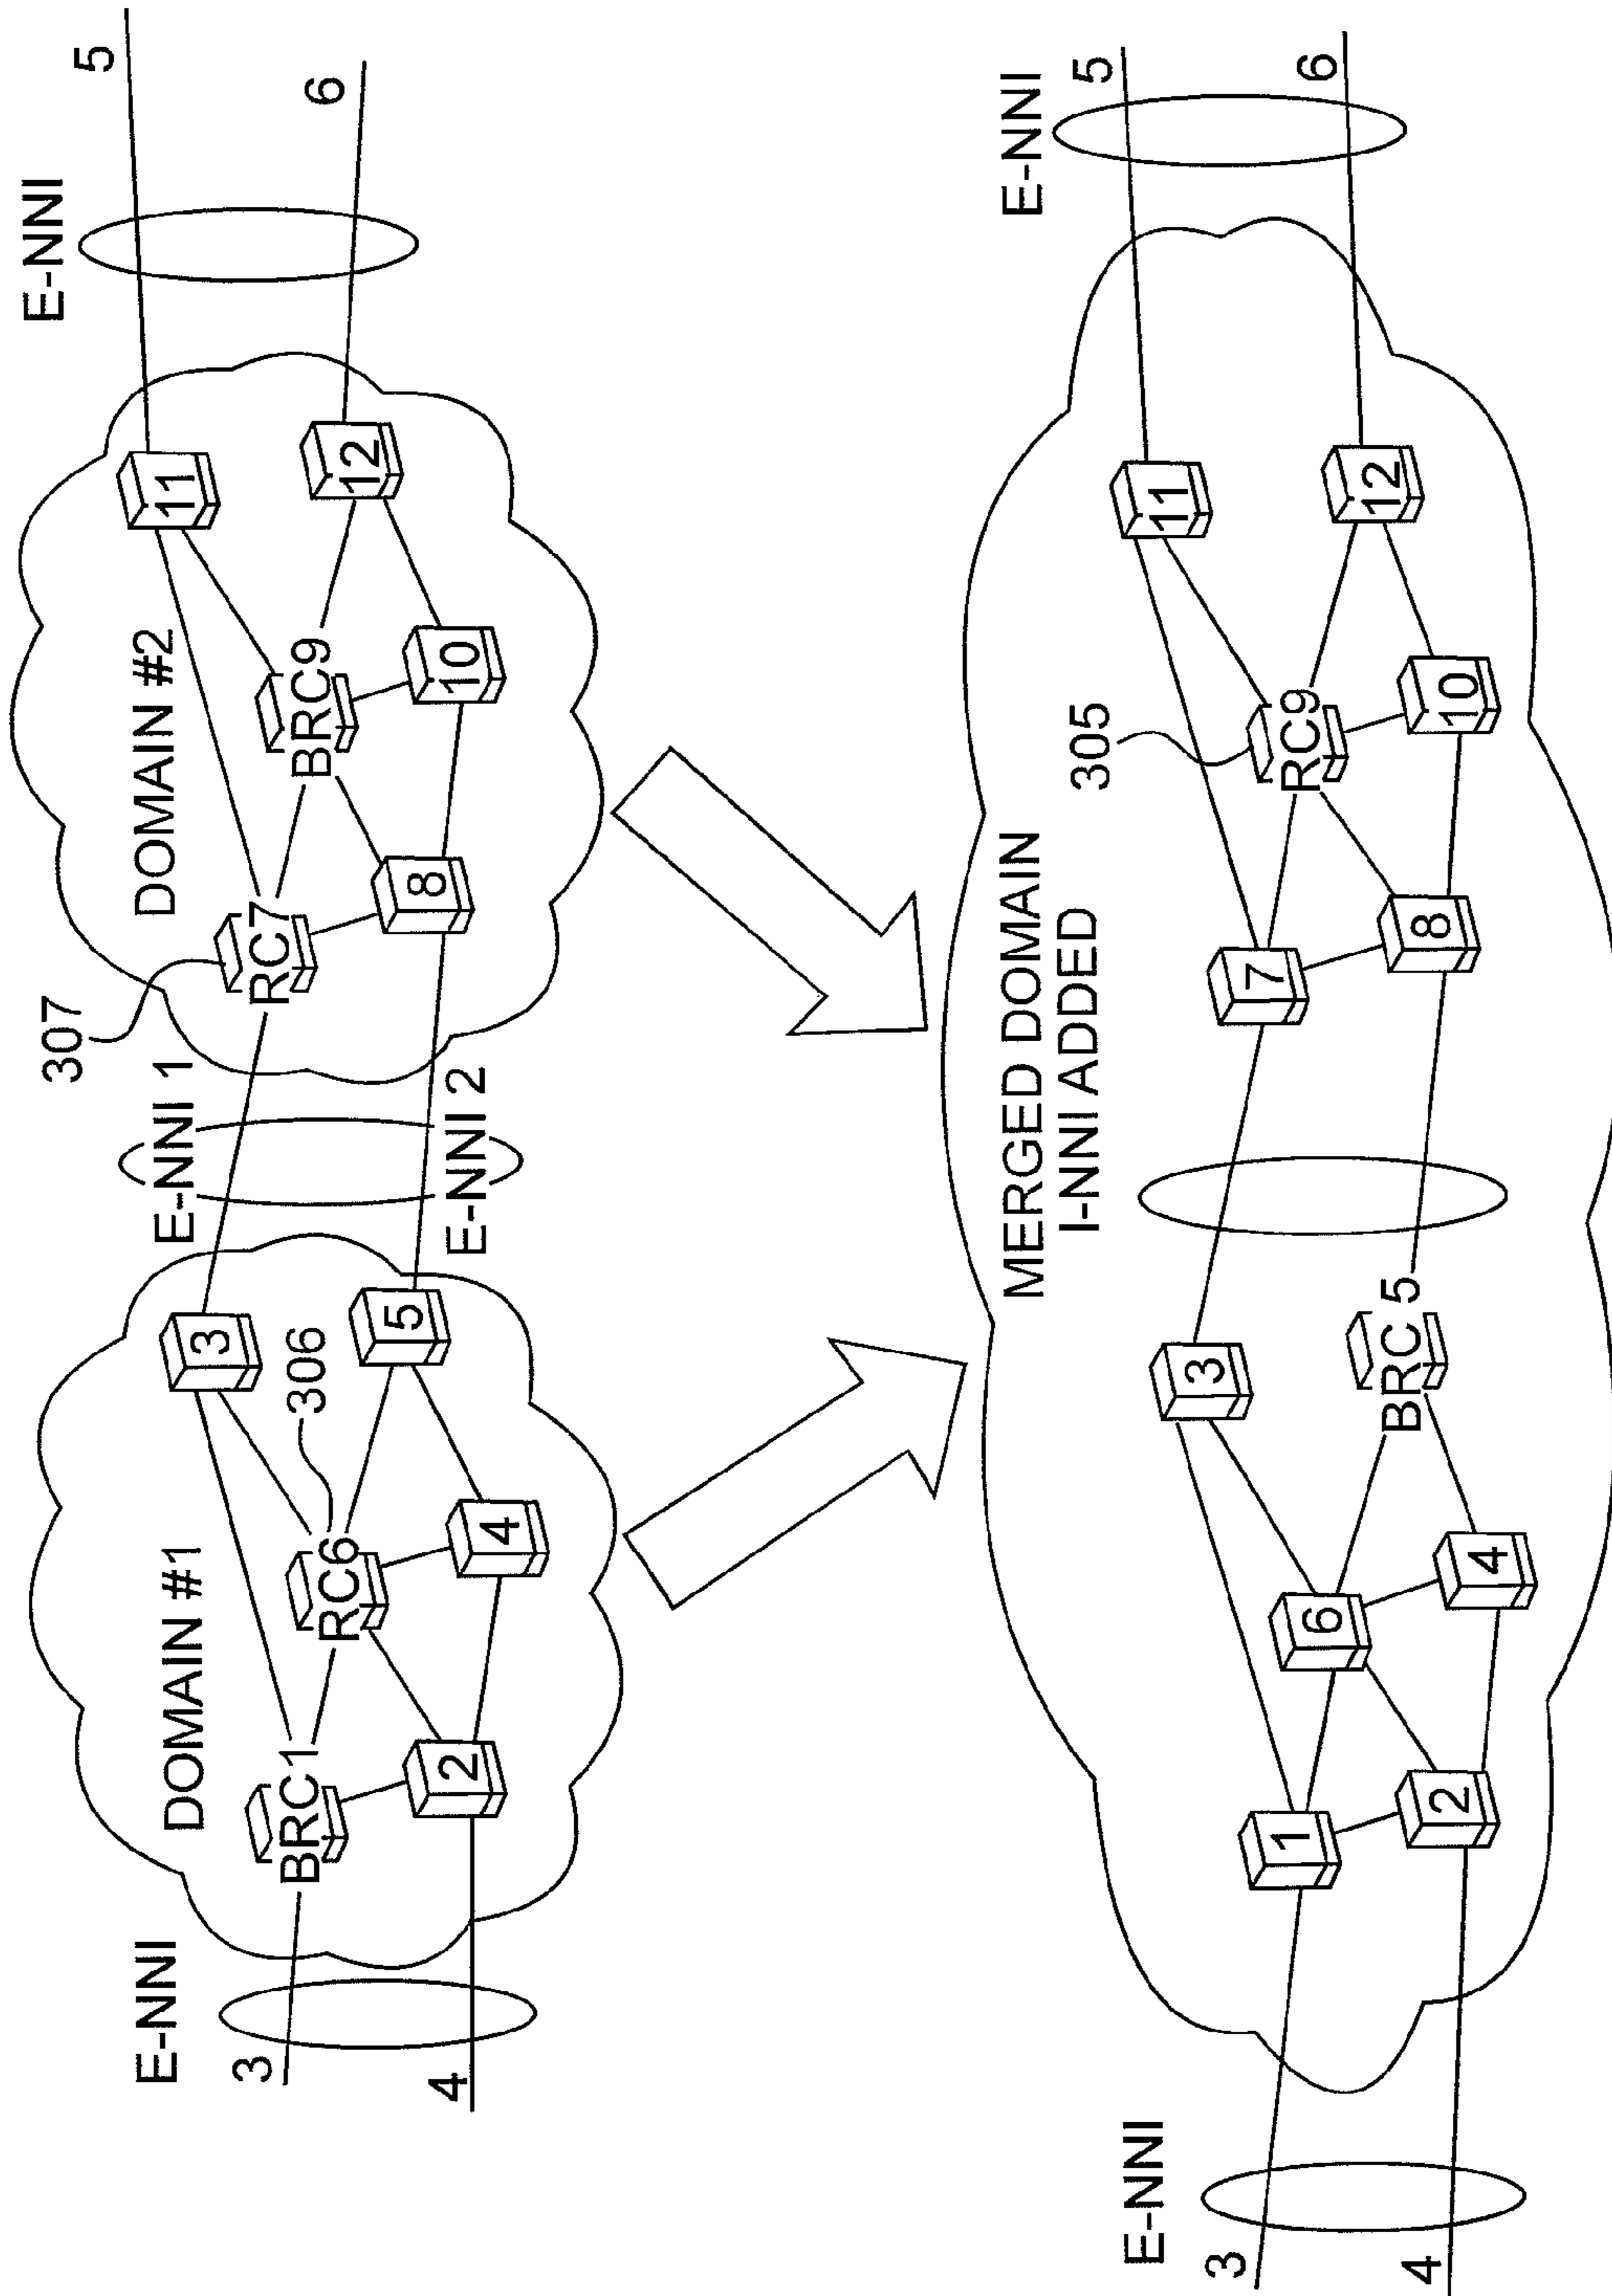 E-NNI
3
4
DOMAIN #1
BRC1
2
RC6
306
4
3
5
E-NNI 1
E-NNI 2
307
DOMAIN #2
RC7
8
BRC9
10
11
12
E-NNI
5
6
E-NNI
3
4
MERGED DOMAIN
I-NNI ADDED
1
2
6
4
3
BRC 5
7
8
305
RC9
10
11
12
E-NNI
5
6